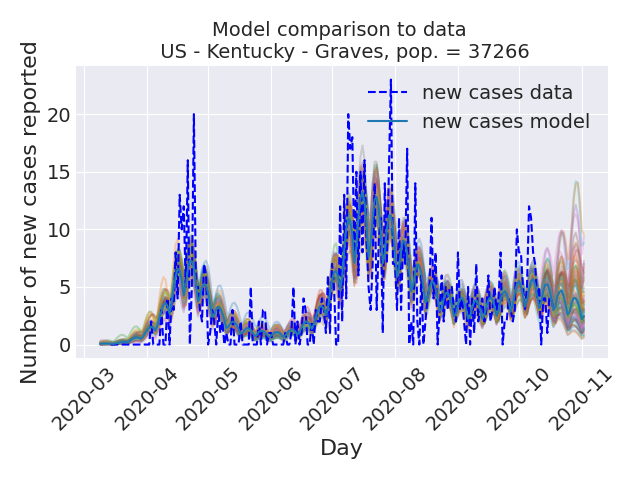 Model comparison to data
US - Kentucky - Graves, pop. = 37266
Number of new cases reported
20
15
10
5
0
new cases data
new cases model
2020-03
2020-04
2020-05
2020-06
2020-07
2020-08
2020-09
2020-10
2020-11
Day